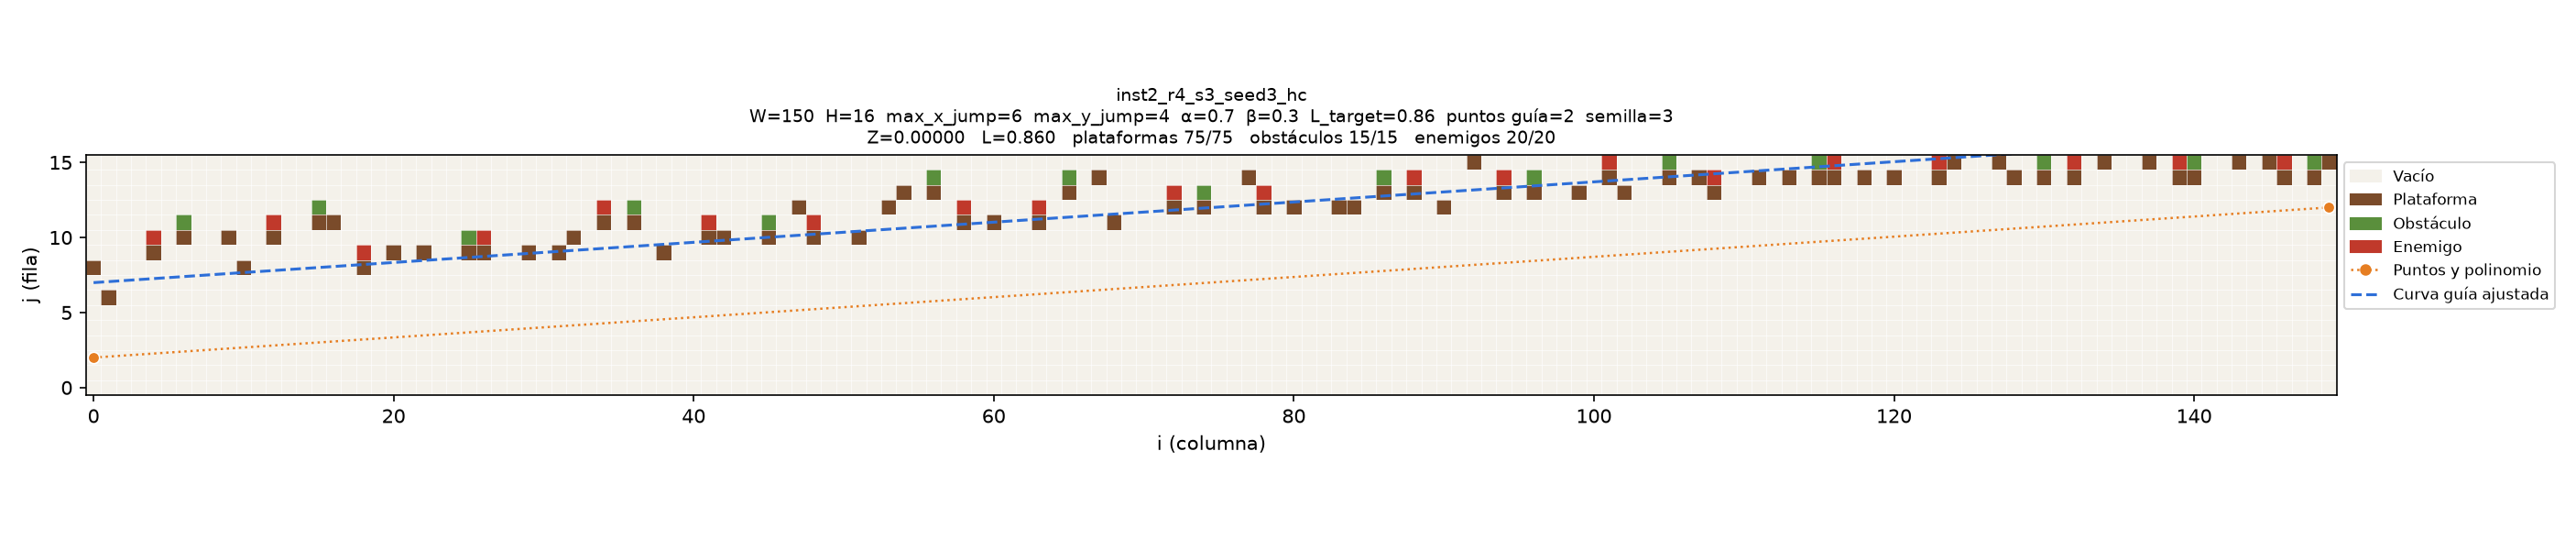 inst2_r4_s3_seed3_hc
W=150  H=16  max_x_jump=6  max_y_jump=4  α=0.7  β=0.3  L_target=0.86  puntos guía=2  semilla=3
Z=0.00000   L=0.860   plataformas 75/75   obstáculos 15/15   enemigos 20/20
15
10
5
0
j (fila)
0 20 40 60 80 100 120 140
i (columna)
Vacío
Plataforma
Obstáculo
Enemigo
Puntos y polinomio
Curva guía ajustada